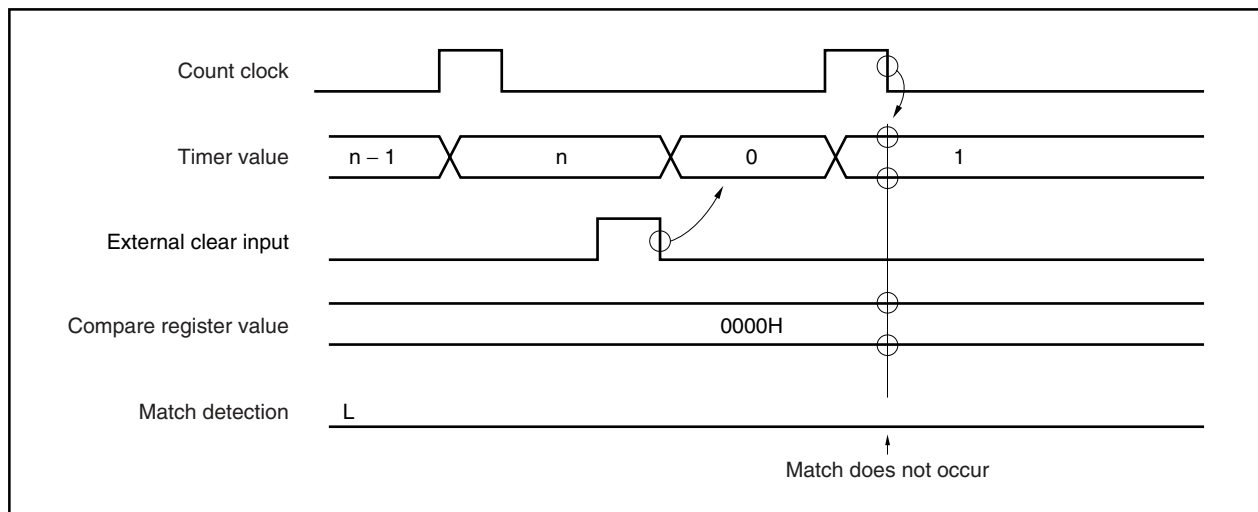 Count clock
Timer value
n – 1
n
0
1
External clear input
Compare register value
0000H
Match detection
L
Match does not occur